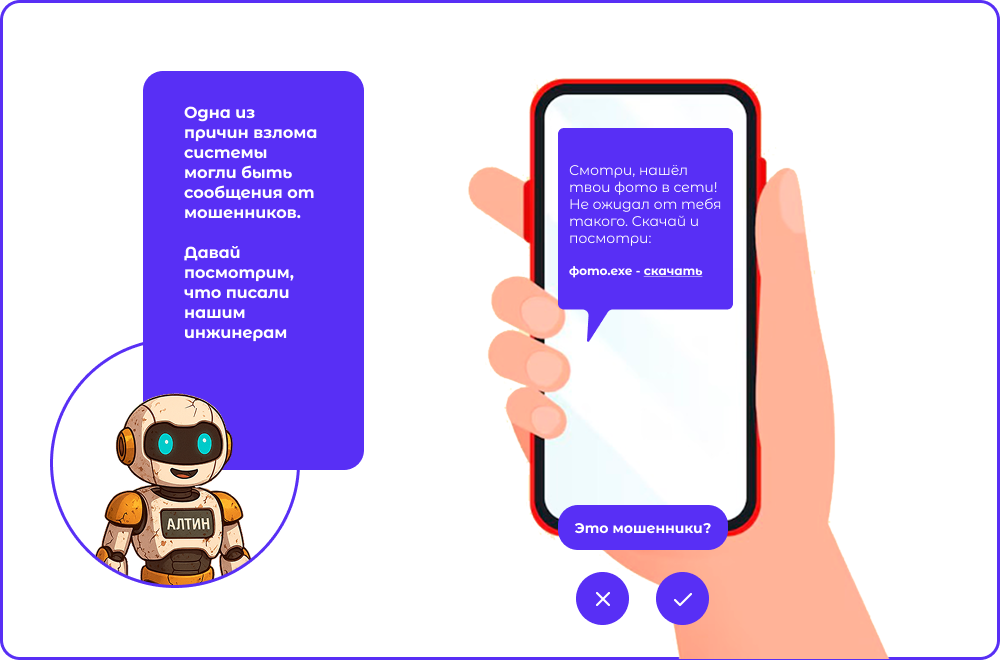 Одна из
причин взлома
системы
могли быть
сообщения от
мошенников.
Давай
посмотрим,
что писали
нашим
инжинерам
АЛТИН
Смотри, нашёл
твои фото в сети!
Не ожидал от тебя
такого. Скачай и
посмотри:
фото.exe - скачать
Это мошенники?